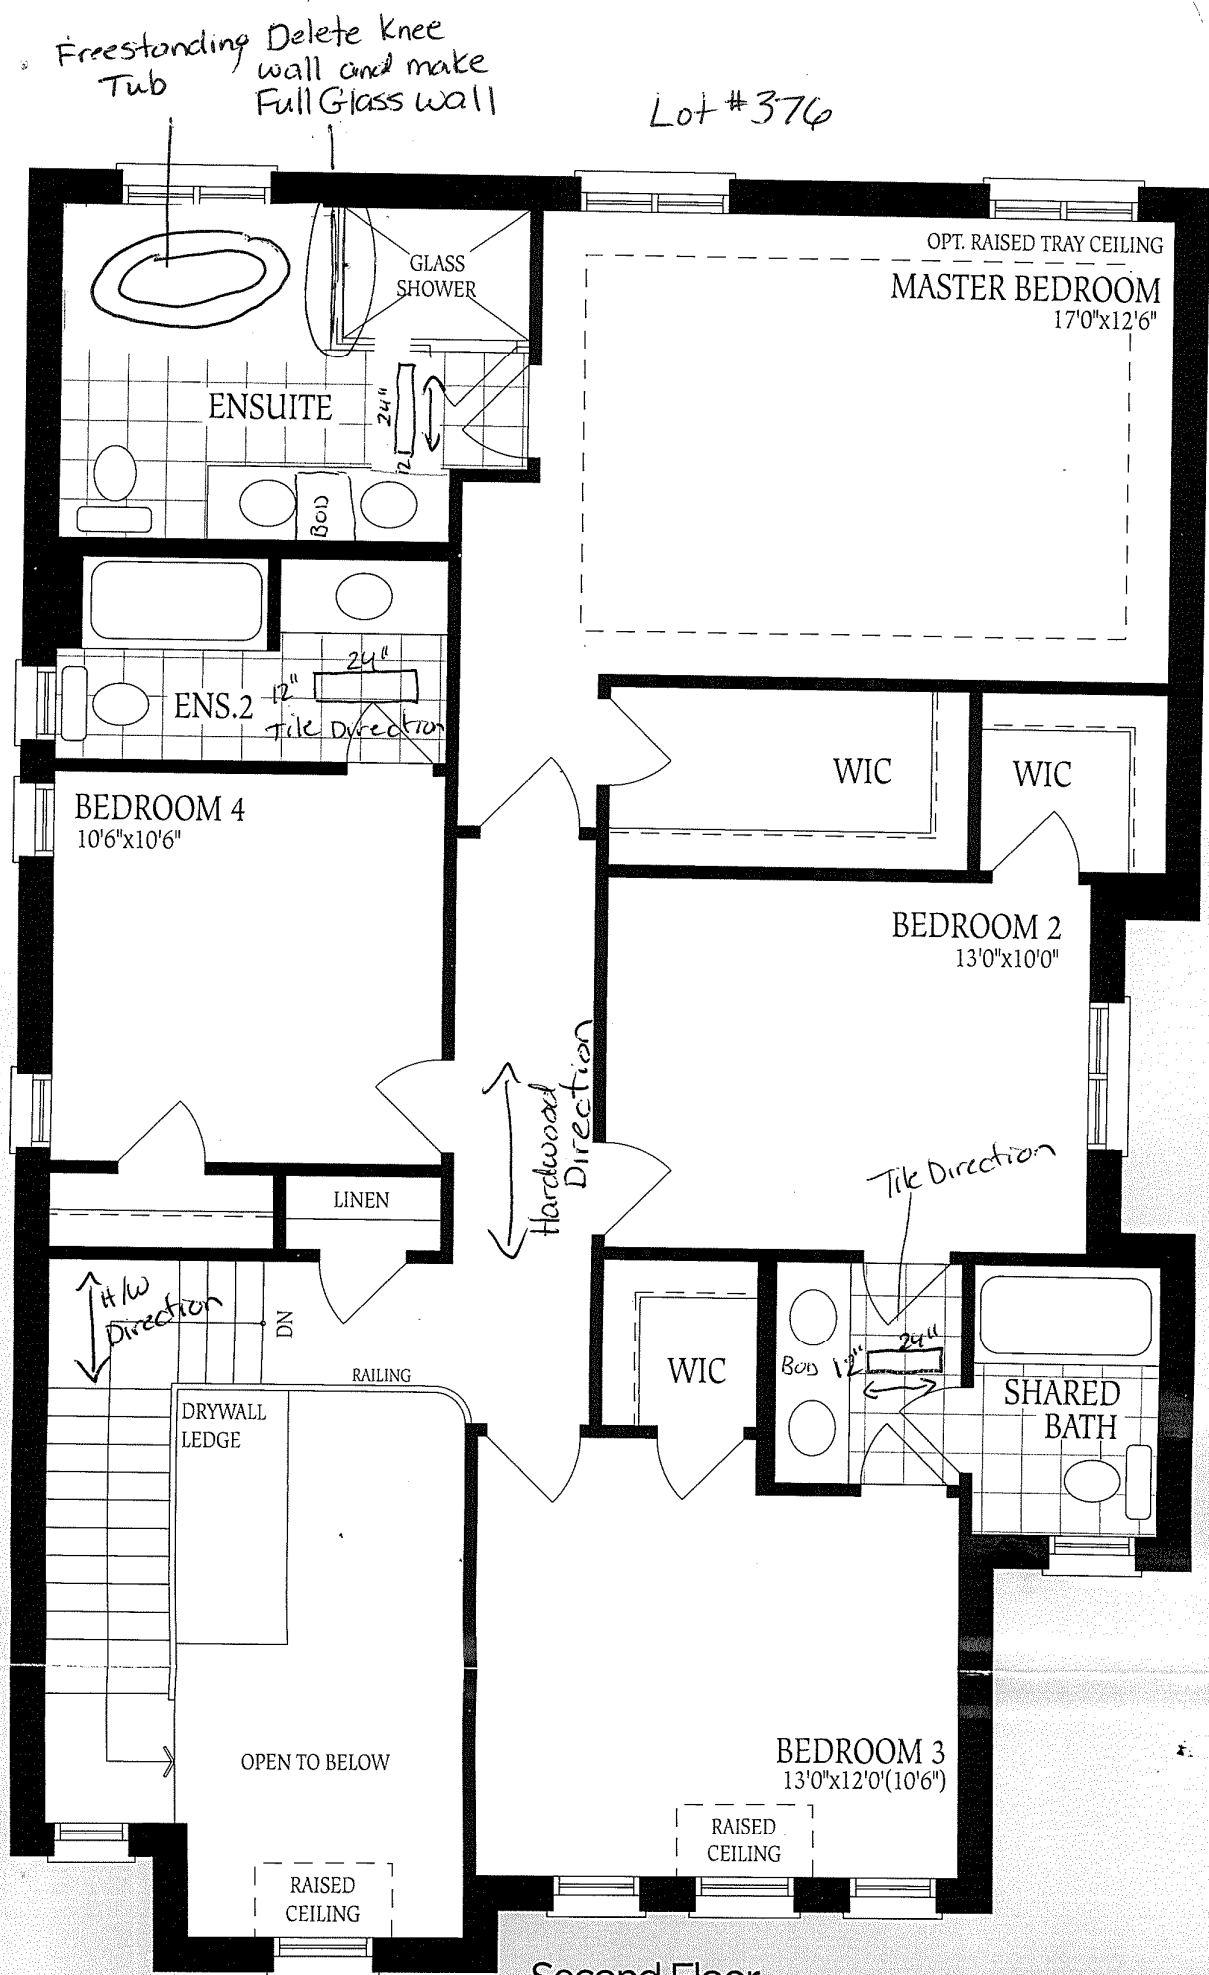 Freestanding
Tub
Delete Knee
wall and make
Full Glass wall
Lot #376
OPT. RAISED TRAY CEILING
MASTER BEDROOM
17'0"x12'6"
GLASS
SHOWER
ENSUITE
24"
12
BOD
ENS.2
24"
12"
Tile Direction
WIC
WIC
BEDROOM 4
10'6"x10'6"
BEDROOM 2
13'0"x10'0"
Hardwood
Direction
Tile Direction
LINEN
H/W
Direction
DN
RAILING
DRYWALL
LEDGE
WIC
BOD
12"
24"
SHARED
BATH
OPEN TO BELOW
BEDROOM 3
13'0"x12'0'(10'6")
RAISED
CEILING
RAISED
CEILING
Second Floor